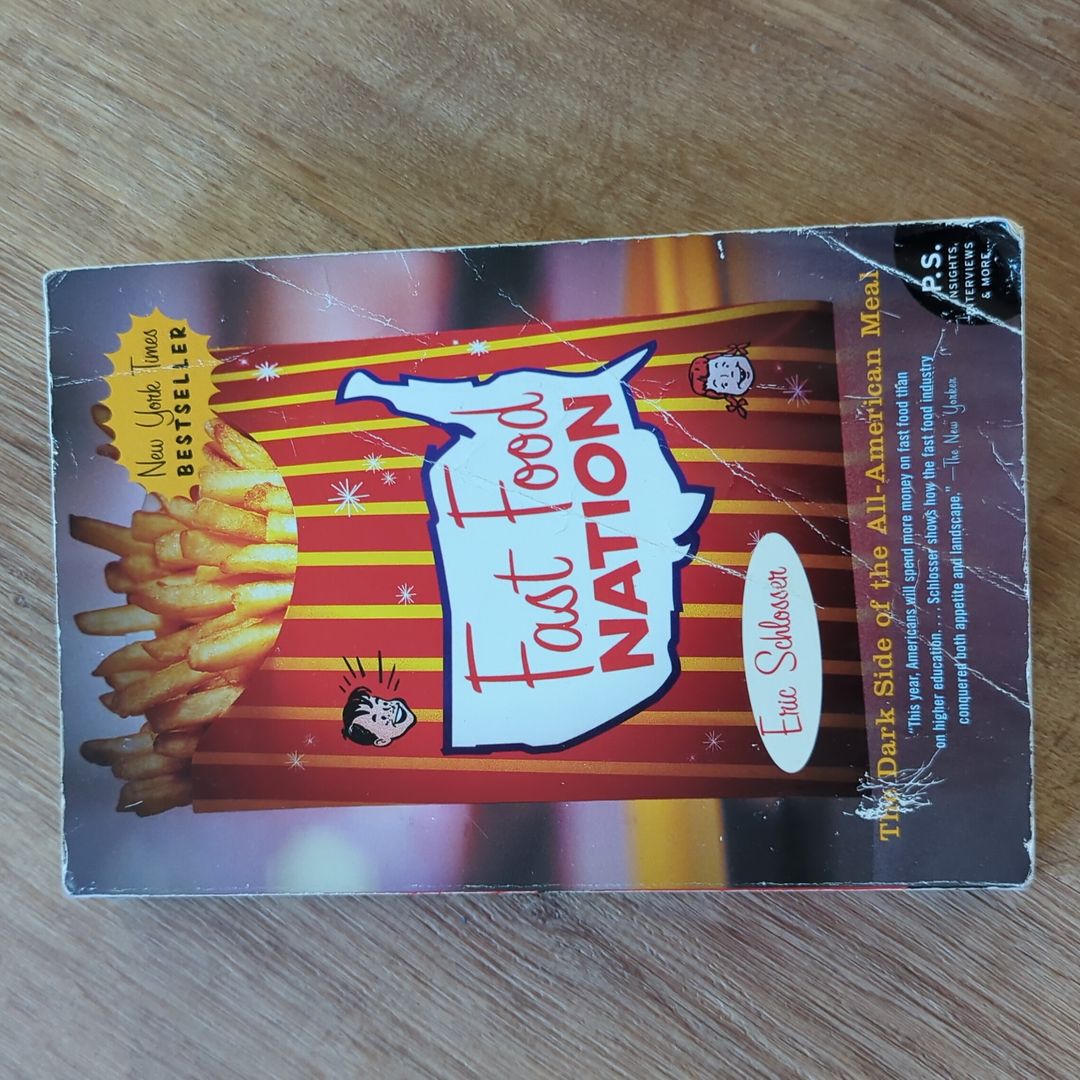 New York Times
BESTSELLER
Fast Food
NATION
Eric Schlosser
The Dark Side of the All-American Meal
"This year, Americans will spend more money on fast food than
on higher education. . . . Schlosser shows how the fast food industry
conquered both appetite and landscape." —The New Yorker
P.S.
INSIGHTS,
INTERVIEWS
& MORE...